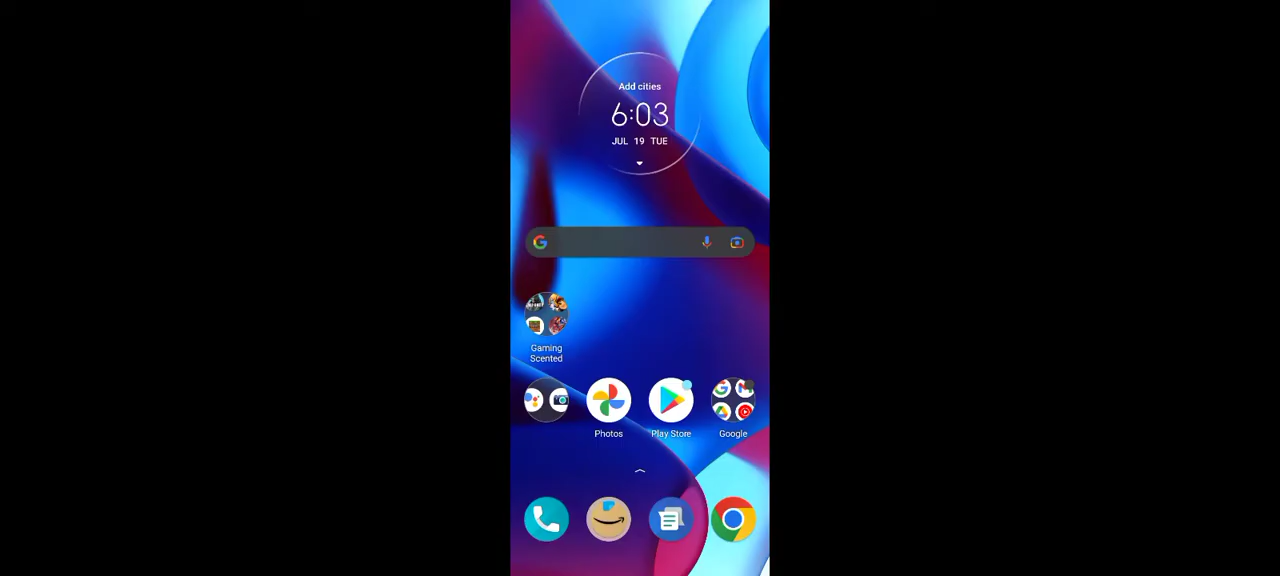 Add cities
6:03
JUL 19 TUE
Gaming
Scented
Photos
Play Store
Google